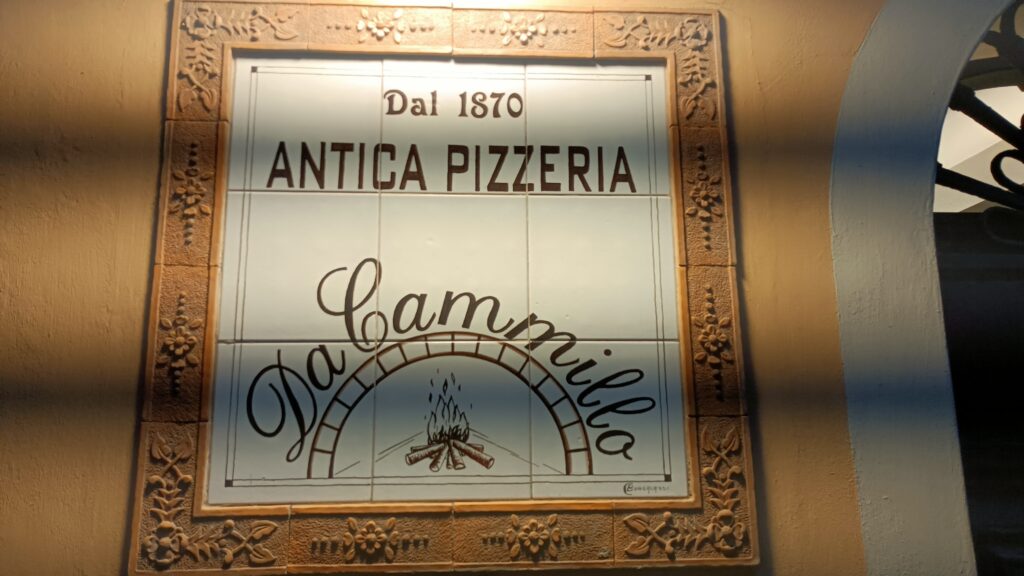 Dal 1870
ANTICA PIZZERIA
Da Cammillo